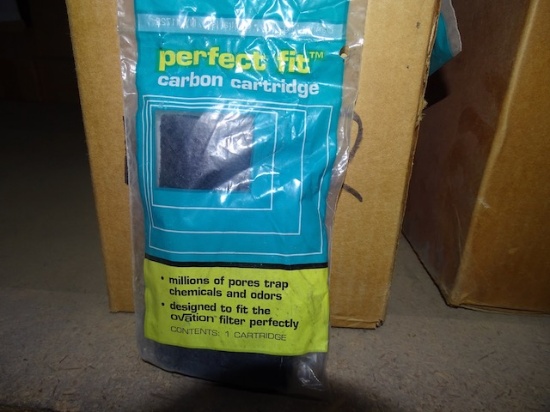 perfect fit™
carbon cartridge
• millions of pores trap
chemicals and odors
• designed to fit the
ovation filter perfectly
CONTENTS: 1 CARTRIDGE